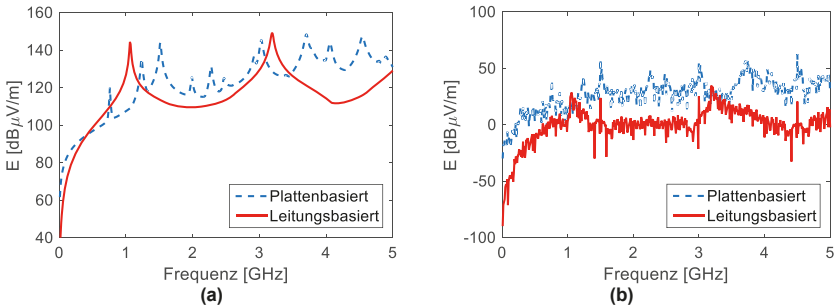 160
140
120
100
80
60
40
E [dBµV/m]
0
1
2
3
4
5
Frequenz [GHz]
Plattenbasiert
Leitungsbasiert
(a)
100
50
0
-50
-100
E [dBµV/m]
0
1
2
3
4
5
Frequenz [GHz]
Plattenbasiert
Leitungsbasiert
(b)